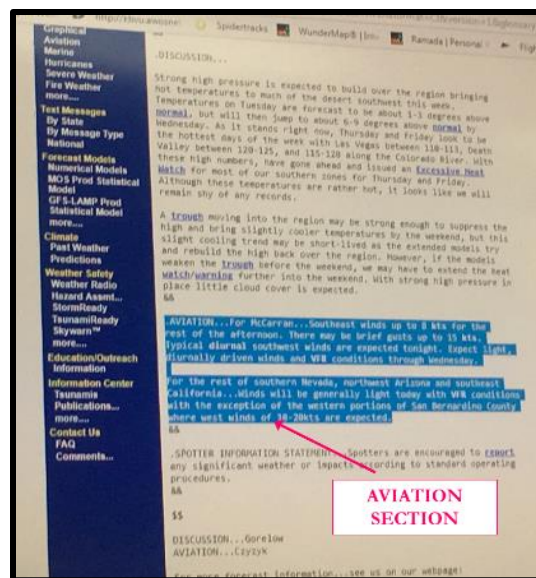 Spidertracks
WunderMap® | Int
Ramada | Personal
Graphical
Aviation
Marine
Hurricanes
Severe Weather
Fire Weather
more....
Text Messages
By State
By Message Type
National
Forecast Models
Numerical Models
MOS Prod Statistical
Model
GFS-LAMP Prod
Statistical Model
more....
Climate
Past Weather
Predictions
Weather Safety
Weather Radio
Hazard Assmt...
StormReady
TsunamiReady
Skywarn™
more....
Education/Outreach
Information
Information Center
Tsunamis
Publications...
more....
Contact Us
FAQ
Comments...
.DISCUSSION...
Strong high pressure is expected to build over the region bringing
hot temperatures to much of the desert southwest this week.
Temperatures on Tuesday are forecast to be about 1-3 degrees above
normal, but will then jump to about 6-9 degrees above normal by
Wednesday. As it stands right now, Thursday and Friday look to be
the hottest days of the week with Las Vegas between 110-113, Death
Valley between 120-125, and 115-120 along the Colorado River. With
these high numbers, have gone ahead and issued an Excessive Heat
Watch for most of our southern zones for Thursday and Friday.
Although these temperatures are rather hot, it looks like we will
remain shy of any records.
A trough moving into the region may be strong enough to suppress the
high and bring slightly cooler temperatures by the weekend, but this
slight cooling trend may be short-lived as the extended models try
and rebuild the high back over the region. However, if the models
weaken the trough before the weekend, we may have to extend the heat
watch/warning further into the weekend. With strong high pressure in
place little cloud cover is expected.
&&
.AVIATION...For McCarran...Southeast winds up to 8 kts for the
rest of the afternoon. There may be brief gusts up to 15 kts.
Typical diurnal southwest winds are expected tonight. Expect light,
diurnally driven winds and VFR conditions through Wednesday.
For the rest of southern Nevada, northwest Arizona and southeast
California...Winds will be generally light today with VFR conditions
with the exception of the western portions of San Bernardino County
where west winds of 10-20kts are expected.
&&
.SPOTTER INFORMATION STATEMENT...Spotters are encouraged to report
any significant weather or impacts according to standard operating
procedures.
&&
$$
AVIATION
SECTION
DISCUSSION...Gorelow
AVIATION...Czyzyk
For more forecast information...see us on our webpage: